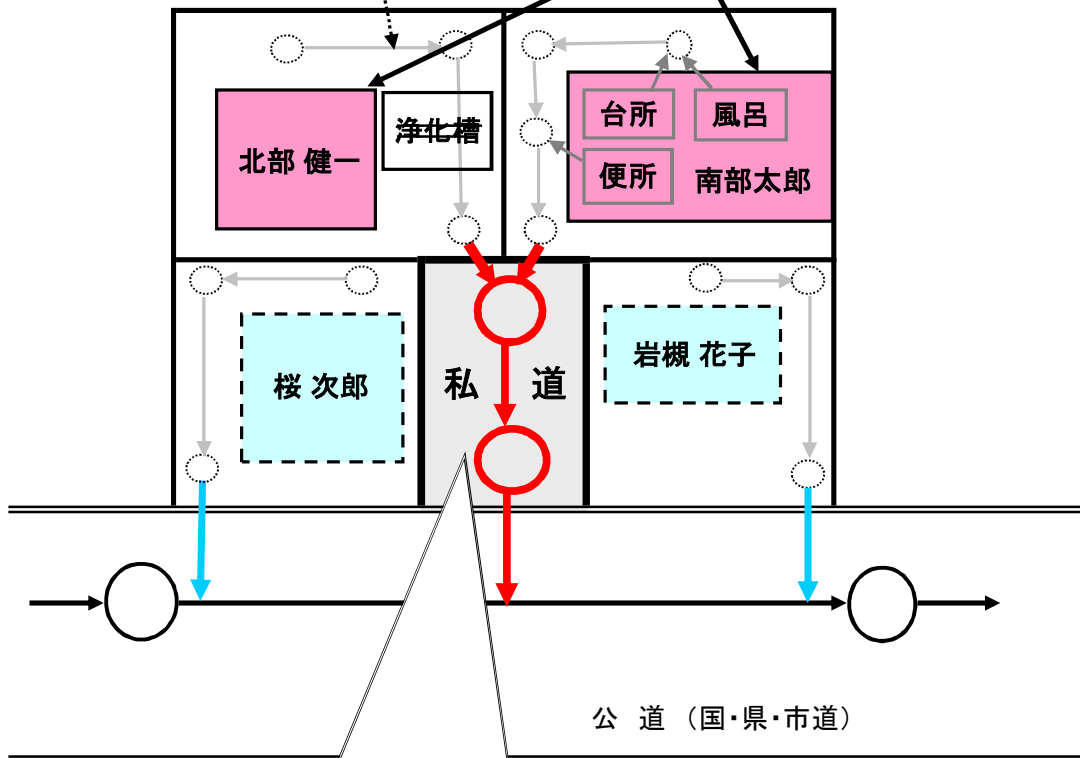 台所
風呂
浄化槽
北部 健一
便所
南部太郎
岩槻 花子
桜 次郎
私 道
公 道（国・県・市道）